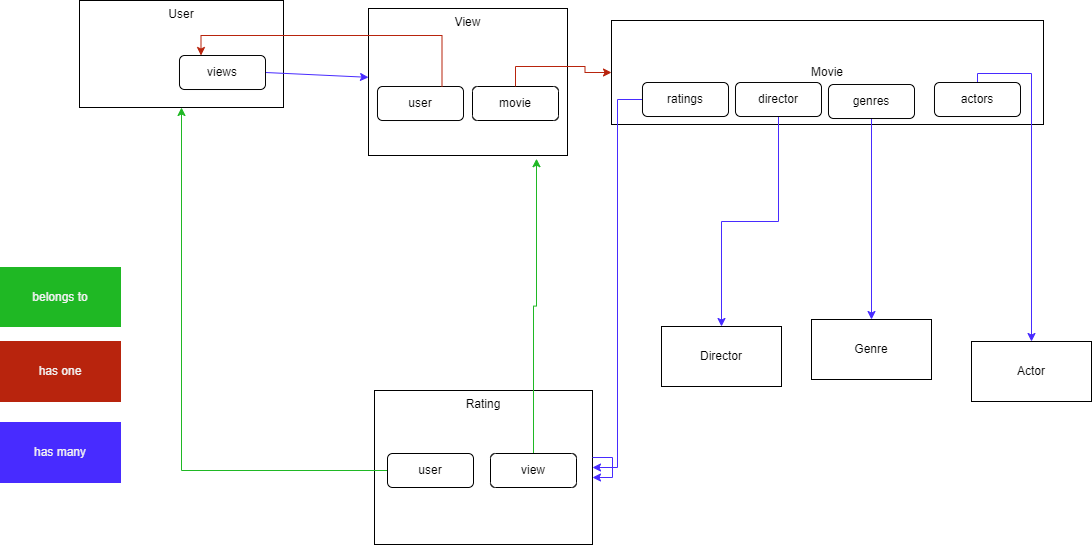 User
views
View
user
movie
Movie
ratings
director
genres
actors
belongs to
has one
has many
Director
Genre
Actor
Rating
user
view